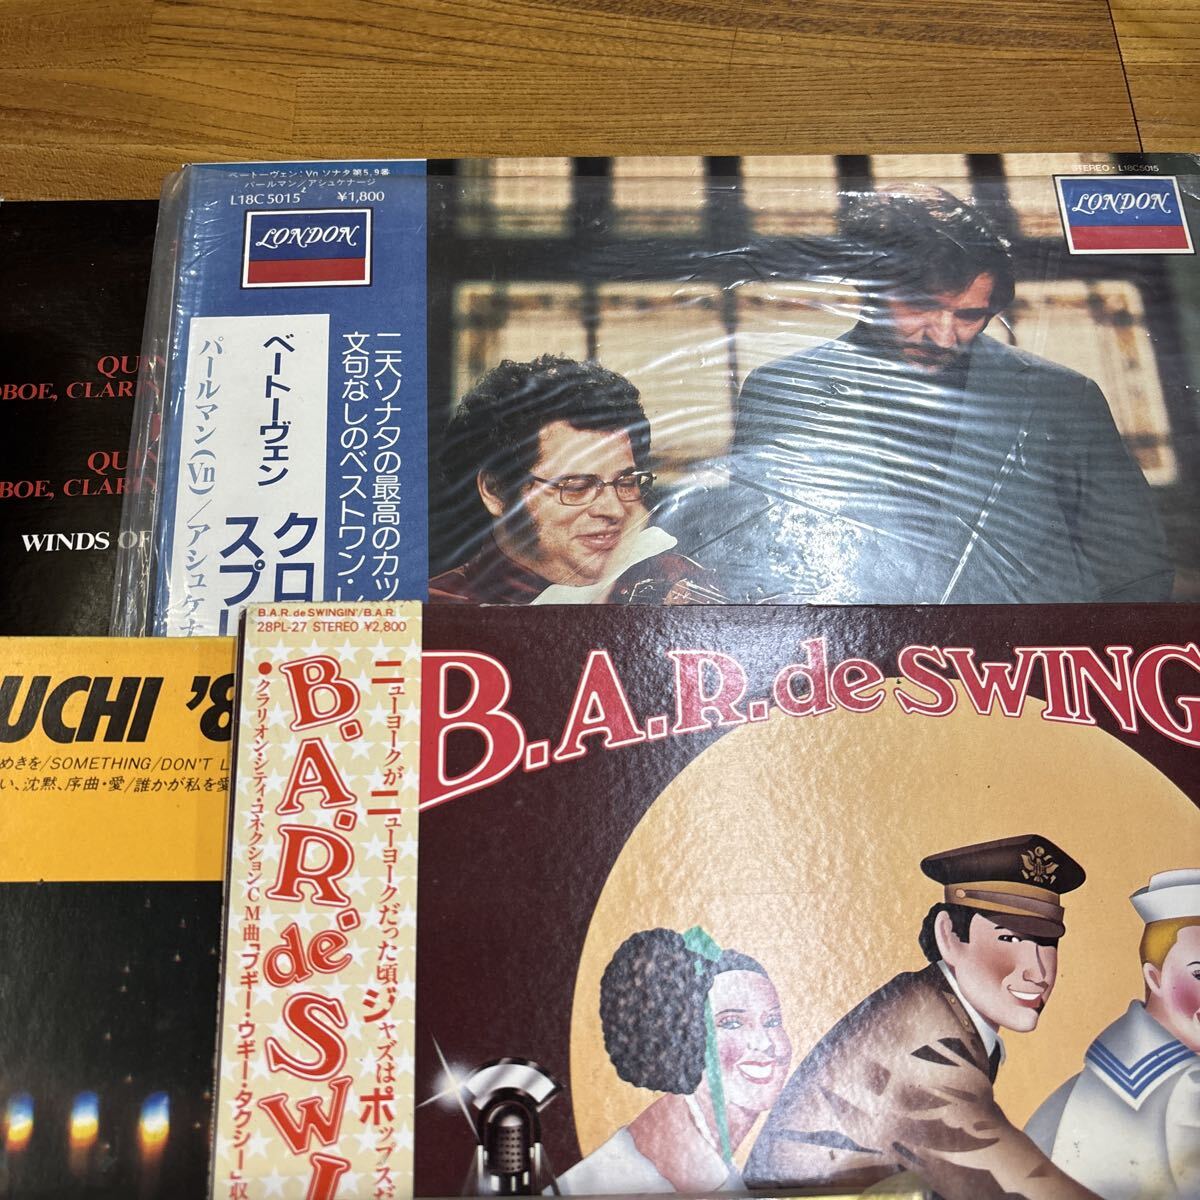 ベートーヴェン:Vn ソナタ第5,9番
パールマン/アシュケナージ
L18C 5015 ¥1,800
LONDON
二大ソナタの最高のカッ
文句なしのベストワン・レ
ベートーヴェン
クロ
スプ
パールマン(Vn)/アシュケナ
STEREO・L18C5015
LONDON
QUIN
OBOE, CLARIN
QUIN
OBOE, CLARIN
WINDS OF
UCHI '8
めきを/SOMETHING/DON'T L
い、沈黙、序曲・愛/誰かが私を愛
B.A.R. de SWINGIN'/B.A.R.
28PL-27 STEREO ¥2,800
B.A.R. de SWI
ニューヨークがニューヨークだった頃ジャズはポップスだ
•クラリオン・シティ・コネクションCM曲「ブギー・ウギー・タクシー」収
B.A.R. de SWING